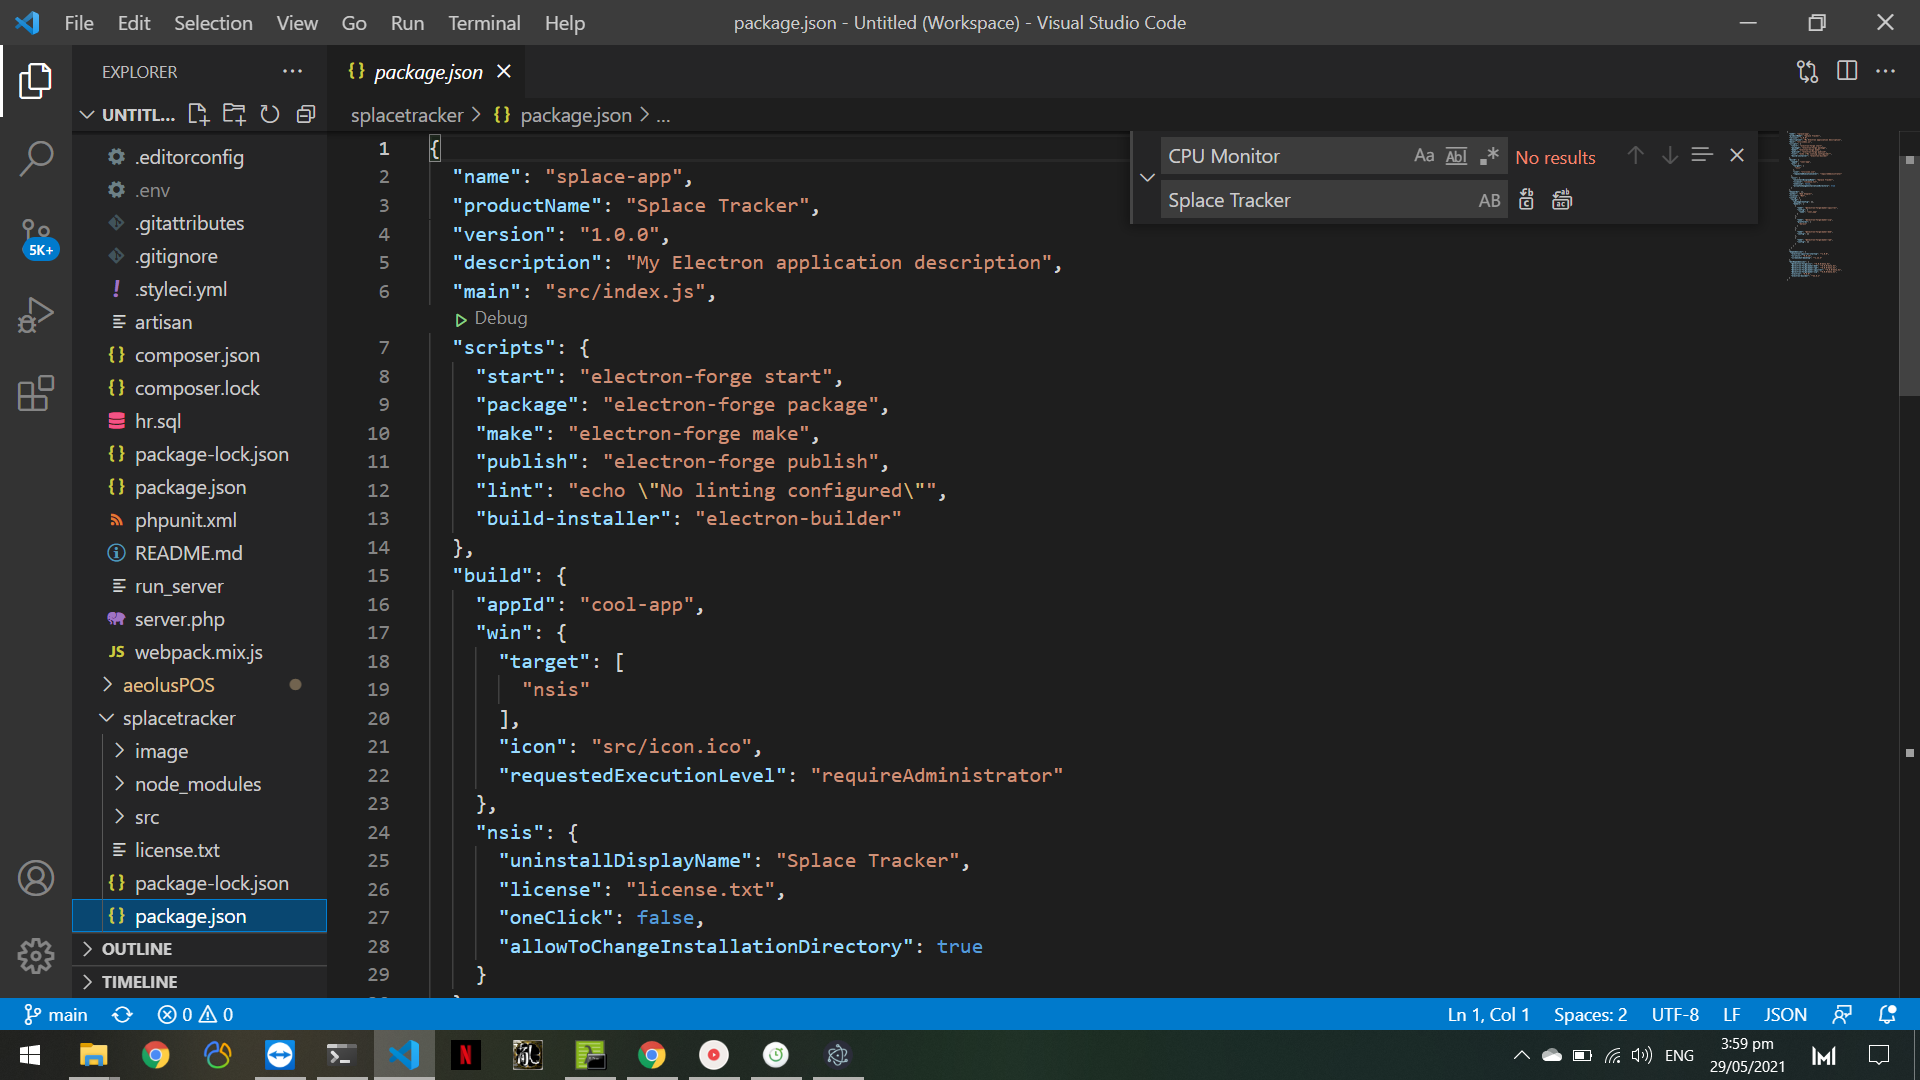 File Edit Selection View Go Run Terminal Help
package.json - Untitled (Workspace) - Visual Studio Code
EXPLORER
UNTITL...
.editorconfig
.env
.gitattributes
.gitignore
.styleci.yml
artisan
composer.json
composer.lock
hr.sql
package-lock.json
package.json
phpunit.xml
README.md
run_server
server.php
JS webpack.mix.js
aeolusPOS
splacetracker
image
node_modules
src
license.txt
package-lock.json
package.json
OUTLINE
TIMELINE
5K+
{} package.json
splacetracker > {} package.json > ...
CPU Monitor Aa Abl .* No results
Splace Tracker AB
1 {
2 "name": "splace-app",
3 "productName": "Splace Tracker",
4 "version": "1.0.0",
5 "description": "My Electron application description",
6 "main": "src/index.js",
Debug
7 "scripts": {
8 "start": "electron-forge start",
9 "package": "electron-forge package",
10 "make": "electron-forge make",
11 "publish": "electron-forge publish",
12 "lint": "echo \"No linting configured\"",
13 "build-installer": "electron-builder"
14 },
15 "build": {
16 "appId": "cool-app",
17 "win": {
18 "target": [
19 "nsis"
20 ],
21 "icon": "src/icon.ico",
22 "requestedExecutionLevel": "requireAdministrator"
23 },
24 "nsis": {
25 "uninstallDisplayName": "Splace Tracker",
26 "license": "license.txt",
27 "oneClick": false,
28 "allowToChangeInstallationDirectory": true
29 }
main 0 0 Ln 1, Col 1 Spaces: 2 UTF-8 LF JSON
N ENG 3:59 pm
29/05/2021